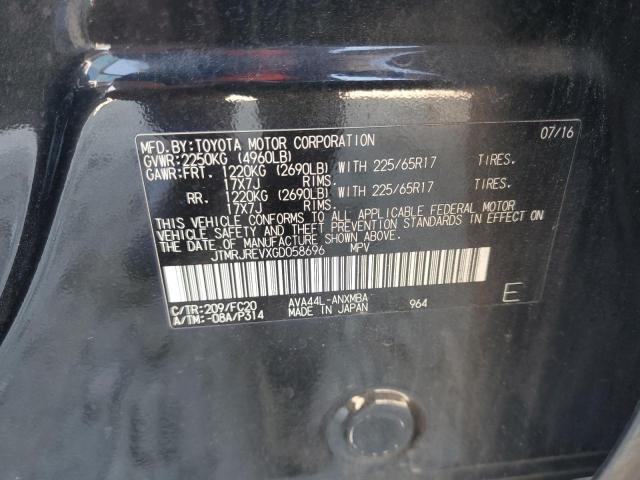 MFD.BY:TOYOTA MOTOR CORPORATION 07/16
GVWR:2250KG (4960LB)
GAWR:FRT. 1220KG (2690LB) WITH 225/65R17 TIRES.
17X7J RIMS.
RR. 1220KG (2690LB) WITH 225/65R17 TIRES.
17X7J RIMS.
THIS VEHICLE CONFORMS TO ALL APPLICABLE FEDERAL MOTOR
VEHICLE SAFETY AND THEFT PREVENTION STANDARDS IN EFFECT ON
THE DATE OF MANUFACTURE SHOWN ABOVE.
JTMRJREVXGD058696 MPV
C/TR:209/FC20 AVA44L-ANXMBA 964 E
A/TM:-08A/P314 MADE IN JAPAN